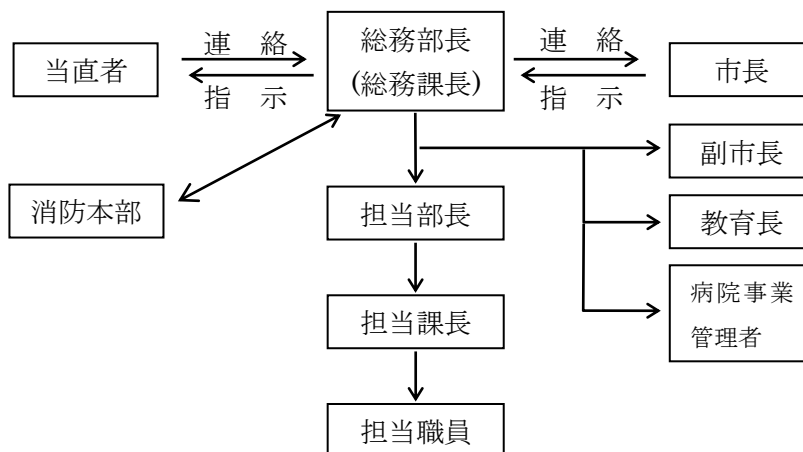 当直者
連　絡
指　示
総務部長
(総務課長)
連　絡
指　示
市長
副市長
消防本部
担当部長
教育長
担当課長
病院事業
管理者
担当職員